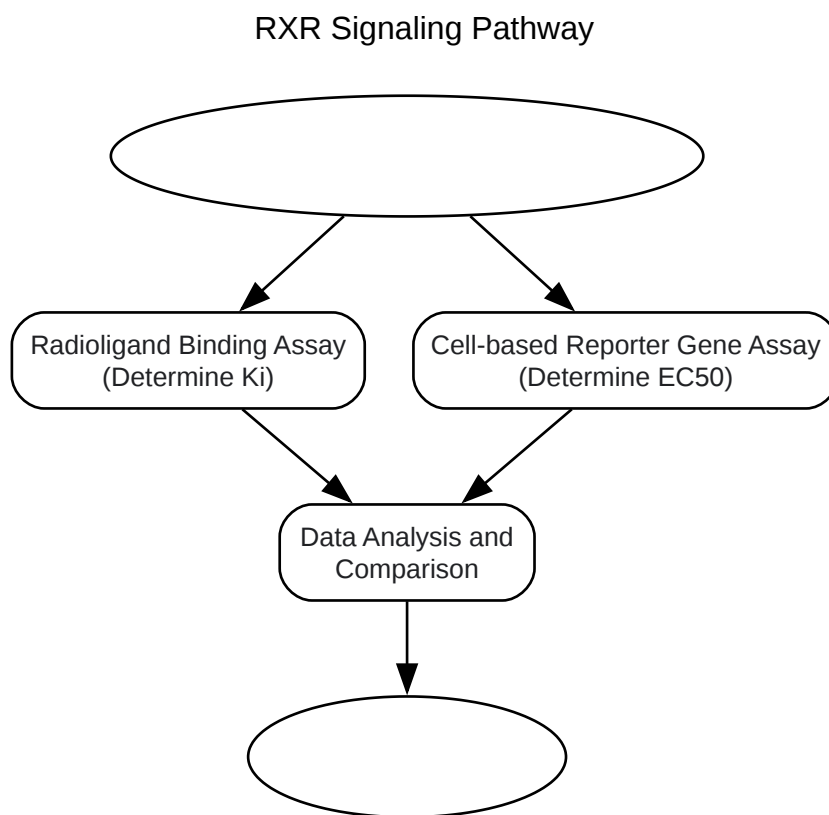 RXR Signaling Pathway
Radioligand Binding Assay
(Determine Ki)
Cell-based Reporter Gene Assay
(Determine EC50)
Data Analysis and
Comparison